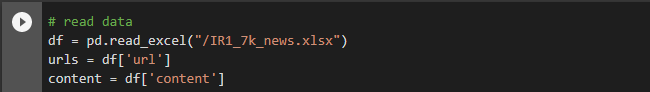 # read data
df = pd.read_excel("/IR1_7k_news.xlsx")
urls = df['url']
content = df['content']